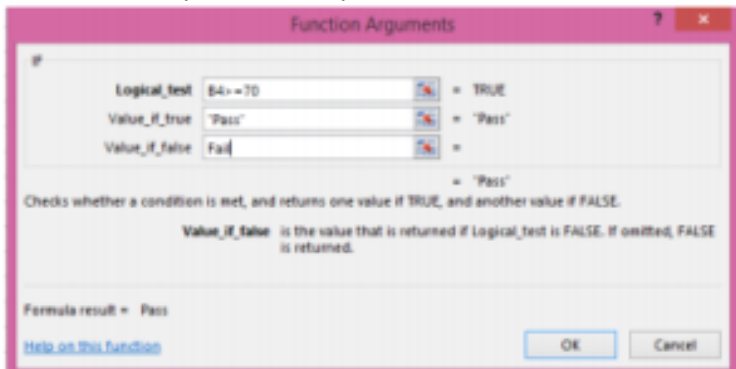 Function Arguments ? ×
IF
Logical_test B4>=70 = TRUE
Value_if_true "Pass" = "Pass"
Value_if_false Fail =
= "Pass"
Checks whether a condition is met, and returns one value if TRUE, and another value if FALSE.
Value_if_false is the value that is returned if Logical_test is FALSE. If omitted, FALSE
is returned.
Formula result = Pass
Help on this function OK Cancel